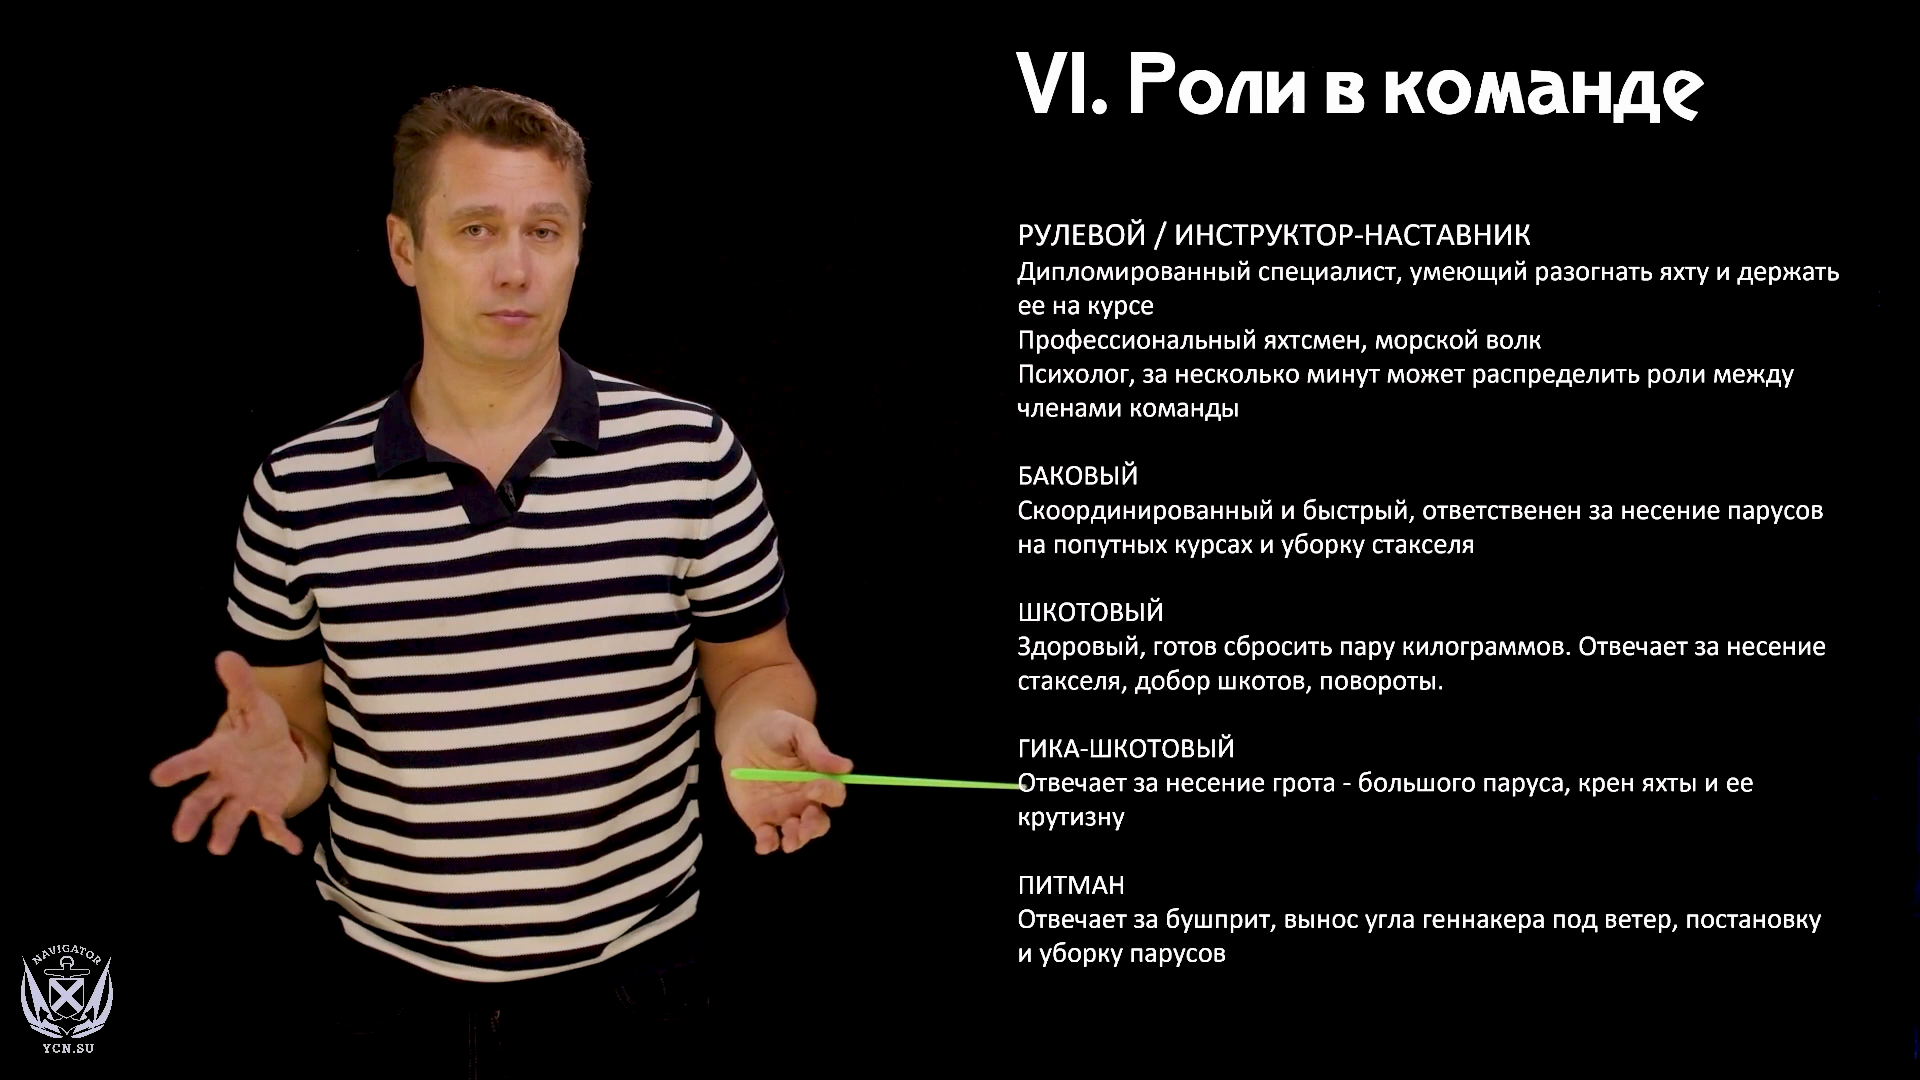 VI. Роли в команде
РУЛЕВОЙ / ИНСТРУКТОР-НАСТАВНИК
Дипломированный специалист, умеющий разогнать яхту и держать
ее на курсе
Профессиональный яхтсмен, морской волк
Психолог, за несколько минут может распределить роли между
членами команды
БАКОВЫЙ
Скоординированный и быстрый, ответственен за несение парусов
на попутных курсах и уборку стакселя
ШКОТОВЫЙ
Здоровый, готов сбросить пару килограммов. Отвечает за несение
стакселя, добор шкотов, повороты.
ГИКА-ШКОТОВЫЙ
Отвечает за несение грота - большого паруса, крен яхты и ее
крутизну
ПИТМАН
Отвечает за бушприт, вынос угла геннакера под ветер, постановку
и уборку парусов
NAVIGATOR
YCN.SU